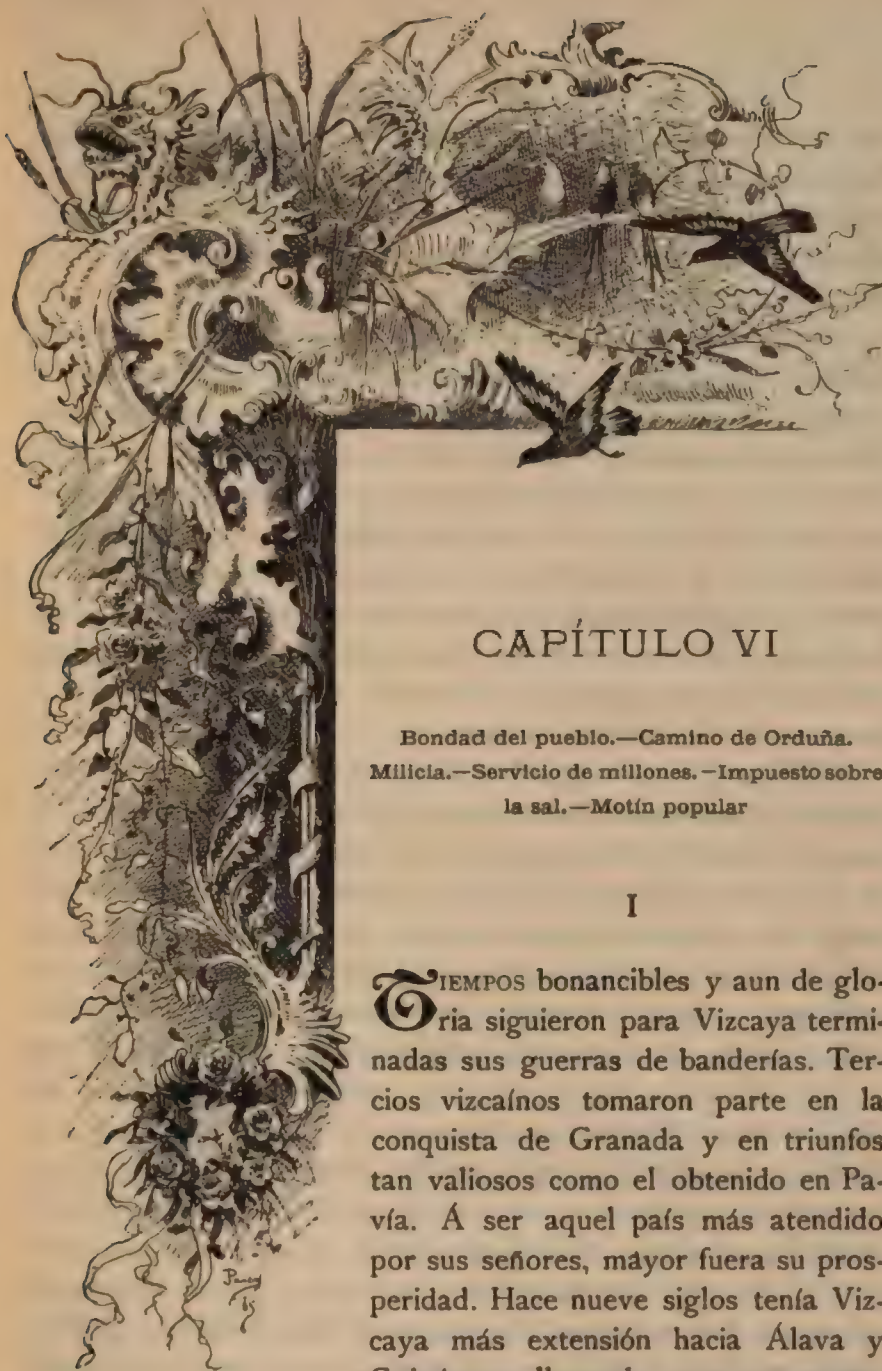 CAPÍTULO VI
Bondad del pueblo.—Camino de Orduña.
Milicia.—Servicio de millones.—Impuesto sobre
la sal.—Motín popular
I
TIEMPOS bonancibles y aun de glo-
ria siguieron para Vizcaya termi-
nadas sus guerras de banderías. Ter-
cios vizcaínos tomaron parte en la
conquista de Granada y en triunfos
tan valiosos como el obtenido en Pa-
vía. Á ser aquel país más atendido
por sus señores, máyor fuera su pros-
peridad. Hace nueve siglos tenía Viz-
caya más extensión hacia Álava y